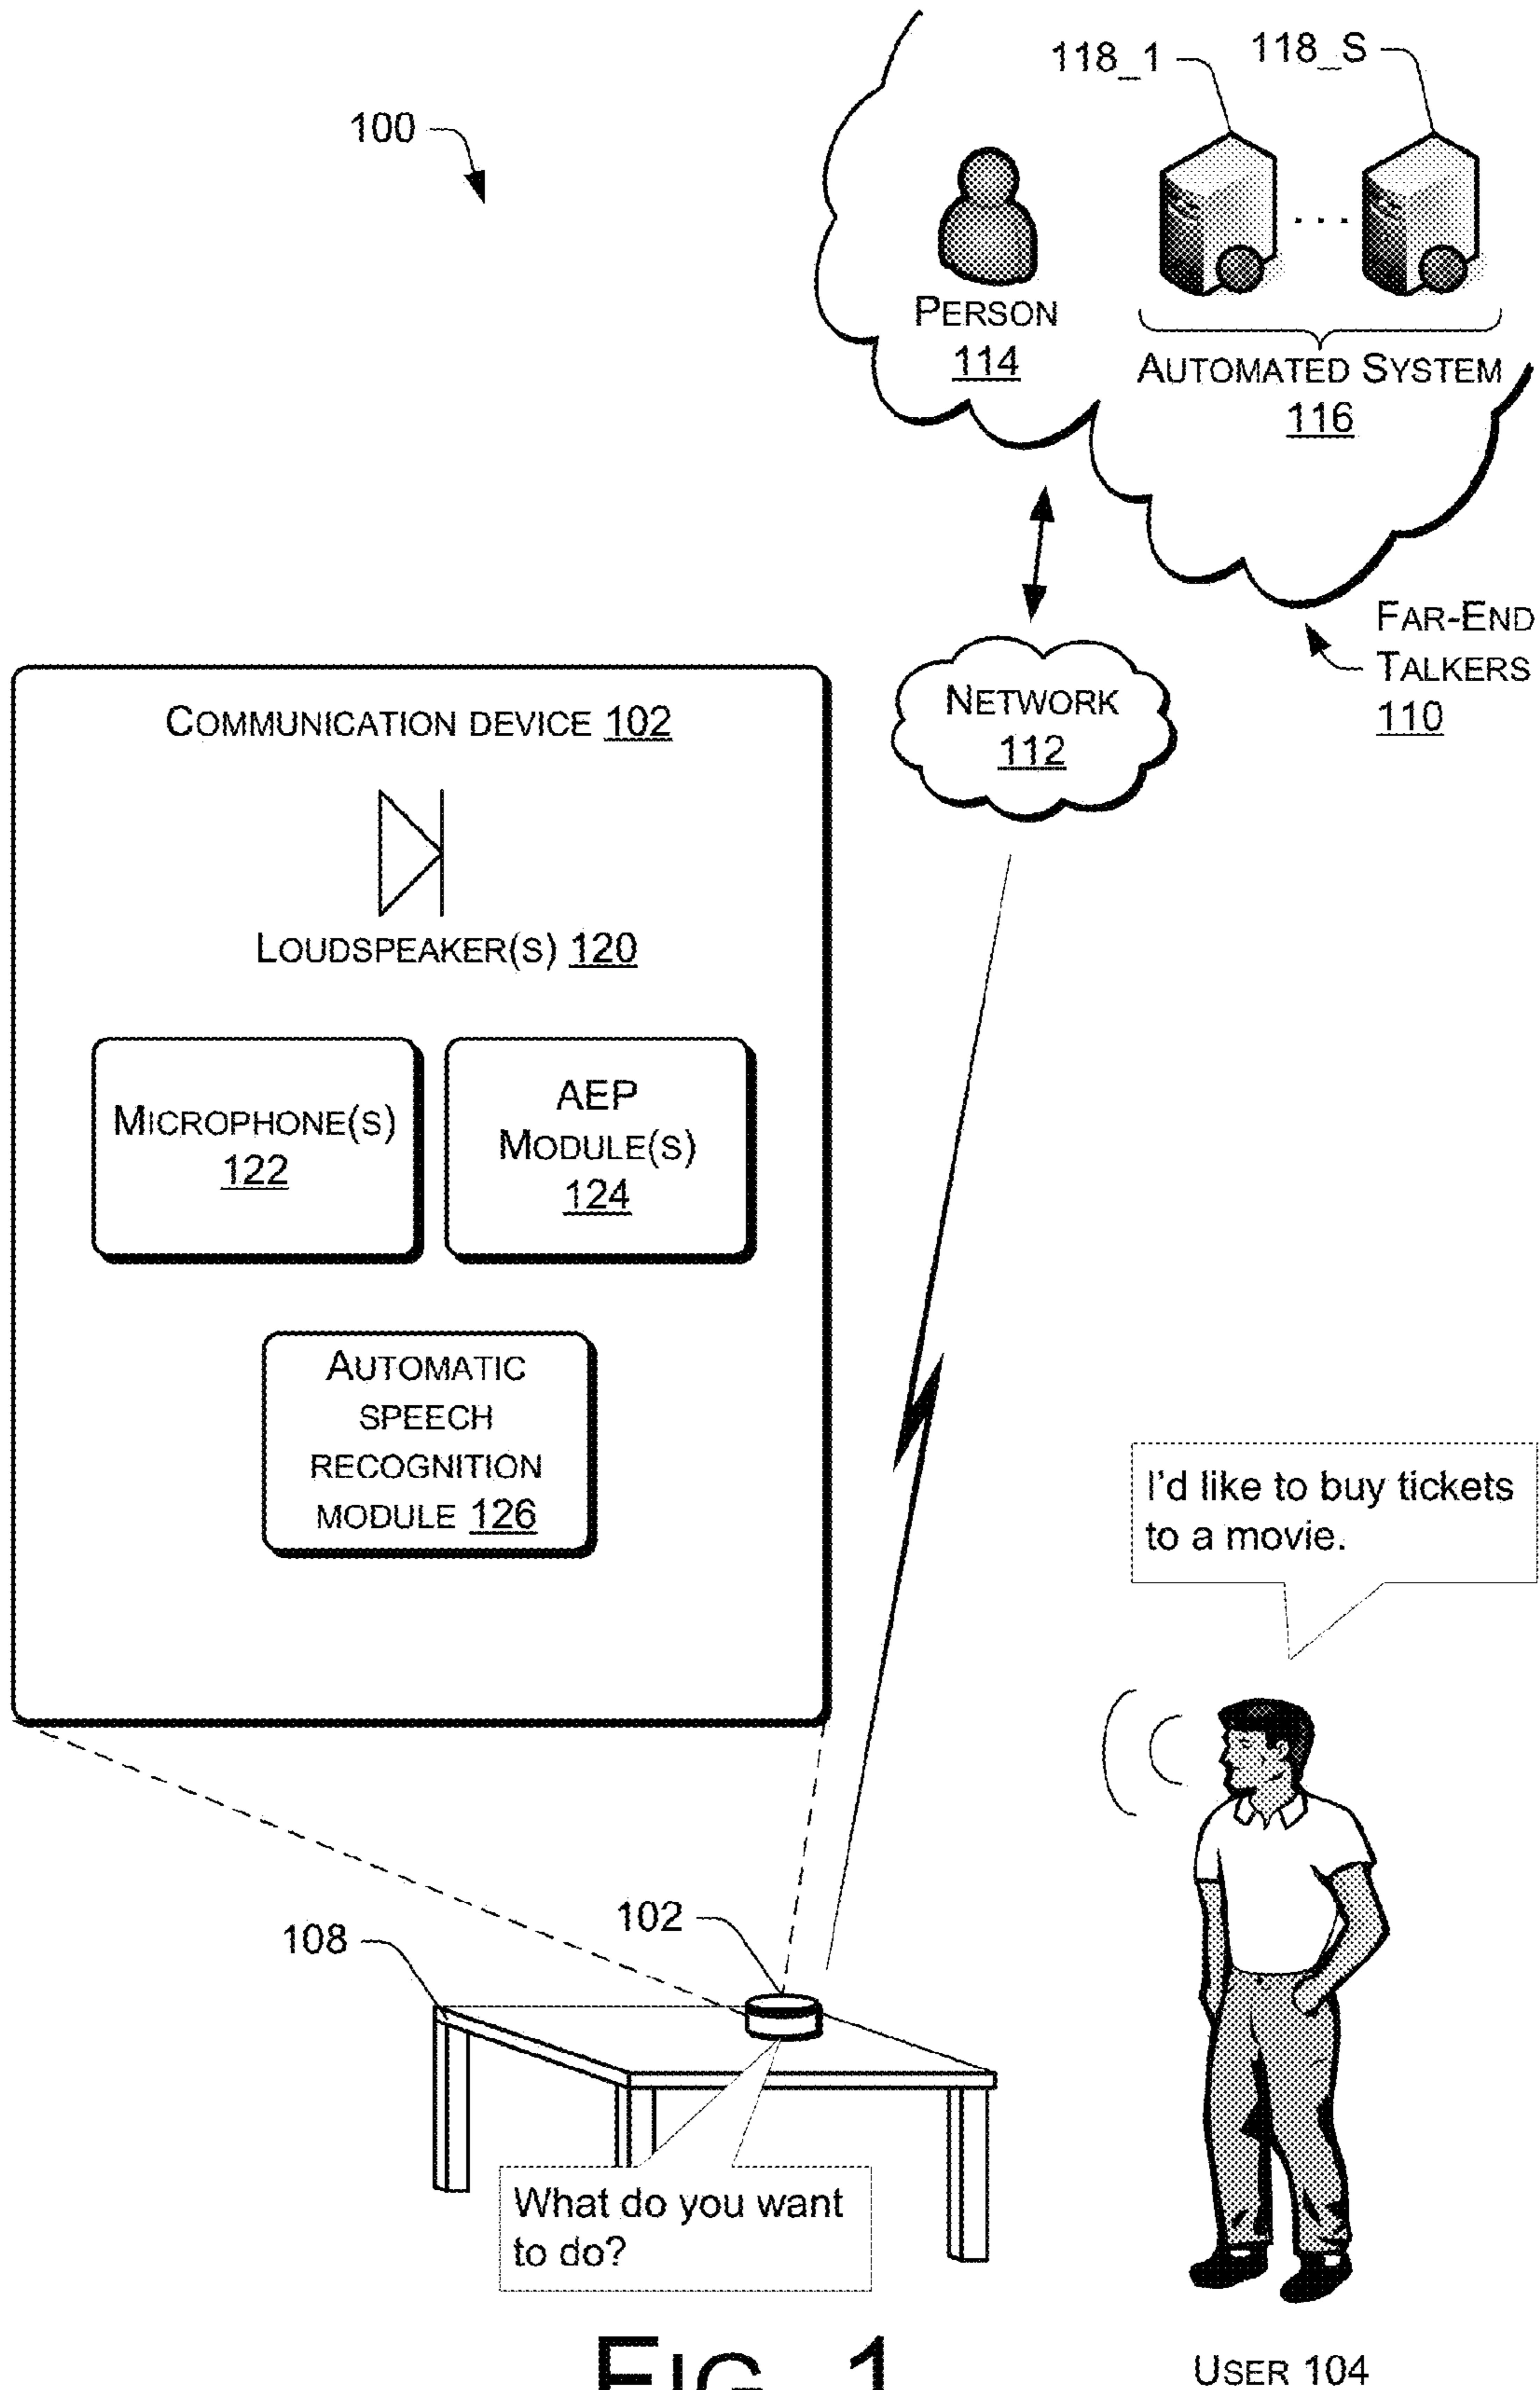 118_1
118_S
100
PERSON
114
AUTOMATED SYSTEM
116
FAR-END
TALKERS
110
NETWORK
112
COMMUNICATION DEVICE 102
LOUDSPEAKER(S) 120
MICROPHONE(S)
122
AEP
MODULE(S)
124
AUTOMATIC
SPEECH
RECOGNITION
MODULE 126
I'd like to buy tickets
to a movie.
102
108
What do you want
to do?
FIG. 1
USER 104